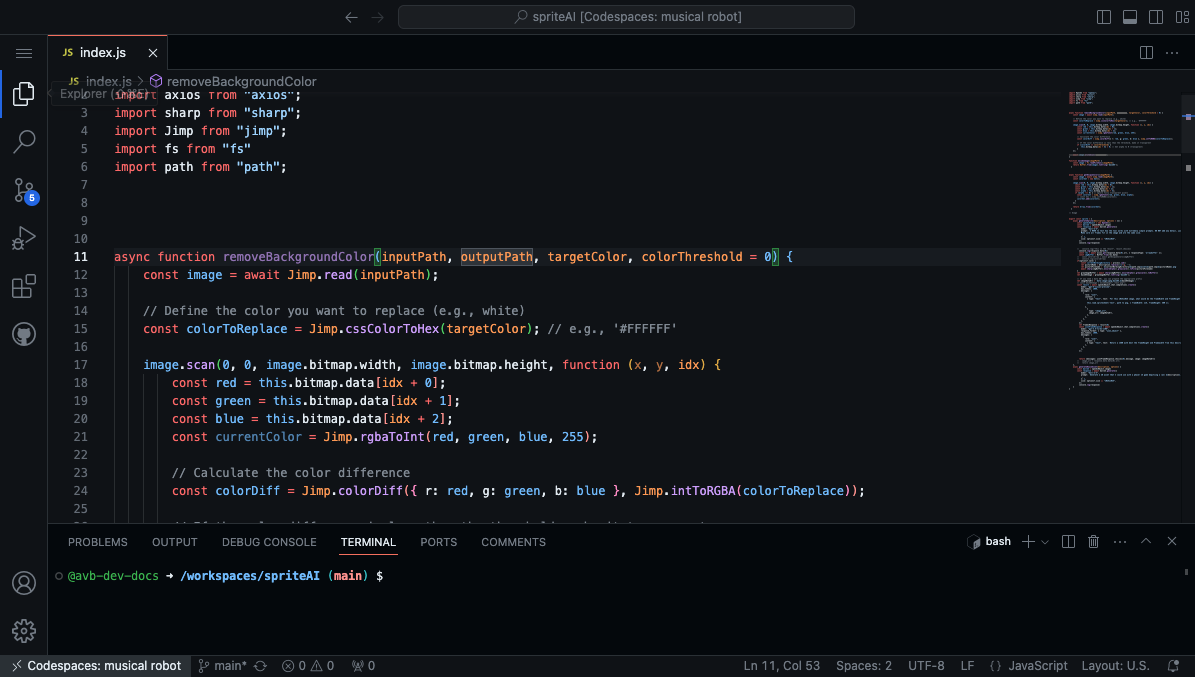 spriteAI [Codespaces: musical robot]
JS index.js
JS index.js > removeBackgroundColor
Explorer (⇧⌘E)
2 import axios from "axios";
3 import sharp from "sharp";
4 import Jimp from "jimp";
5 import fs from "fs"
6 import path from "path";
7
8
9
10
11 async function removeBackgroundColor(inputPath, outputPath, targetColor, colorThreshold = 0) {
12 const image = await Jimp.read(inputPath);
13
14 // Define the color you want to replace (e.g., white)
15 const colorToReplace = Jimp.cssColorToHex(targetColor); // e.g., '#FFFFFF'
16
17 image.scan(0, 0, image.bitmap.width, image.bitmap.height, function (x, y, idx) {
18 const red = this.bitmap.data[idx + 0];
19 const green = this.bitmap.data[idx + 1];
20 const blue = this.bitmap.data[idx + 2];
21 const currentColor = Jimp.rgbaToInt(red, green, blue, 255);
22
23 // Calculate the color difference
24 const colorDiff = Jimp.colorDiff({ r: red, g: green, b: blue }, Jimp.intToRGBA(colorToReplace));
25
5
PROBLEMS OUTPUT DEBUG CONSOLE TERMINAL PORTS COMMENTS
bash
@avb-dev-docs → /workspaces/spriteAI (main) $
Codespaces: musical robot main* 0 0 0 Ln 11, Col 53 Spaces: 2 UTF-8 LF {} JavaScript Layout: U.S.